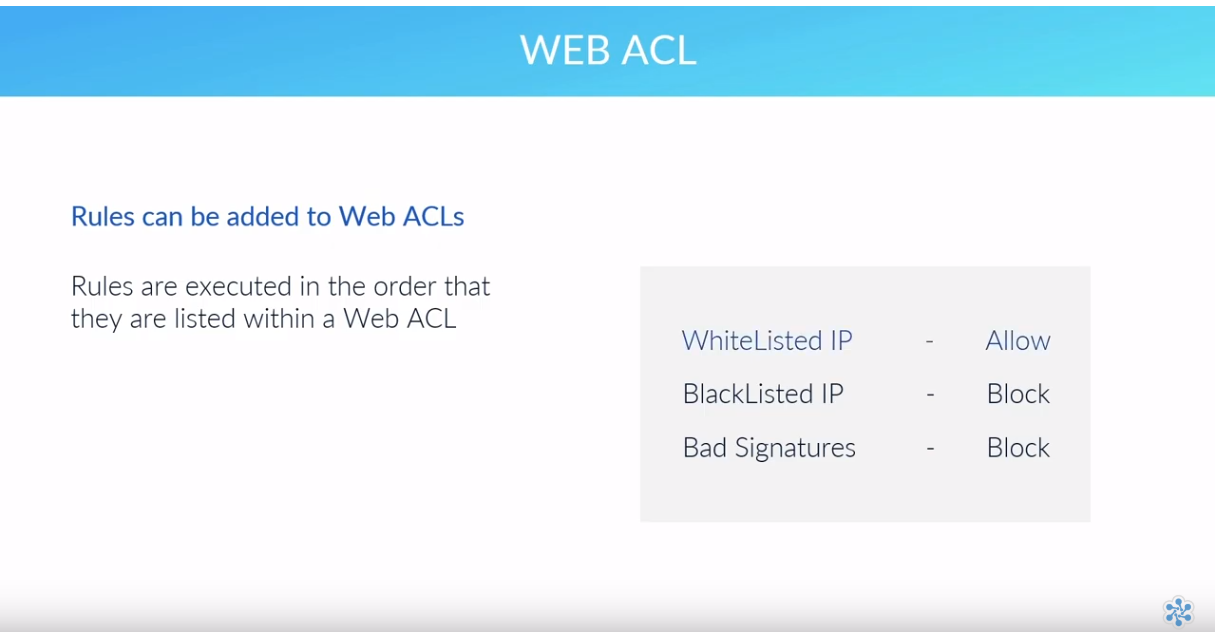 WEB ACL
Rules can be added to Web ACLs
Rules are executed in the order that
they are listed within a Web ACL
WhiteListed IP - Allow
BlackListed IP - Block
Bad Signatures - Block